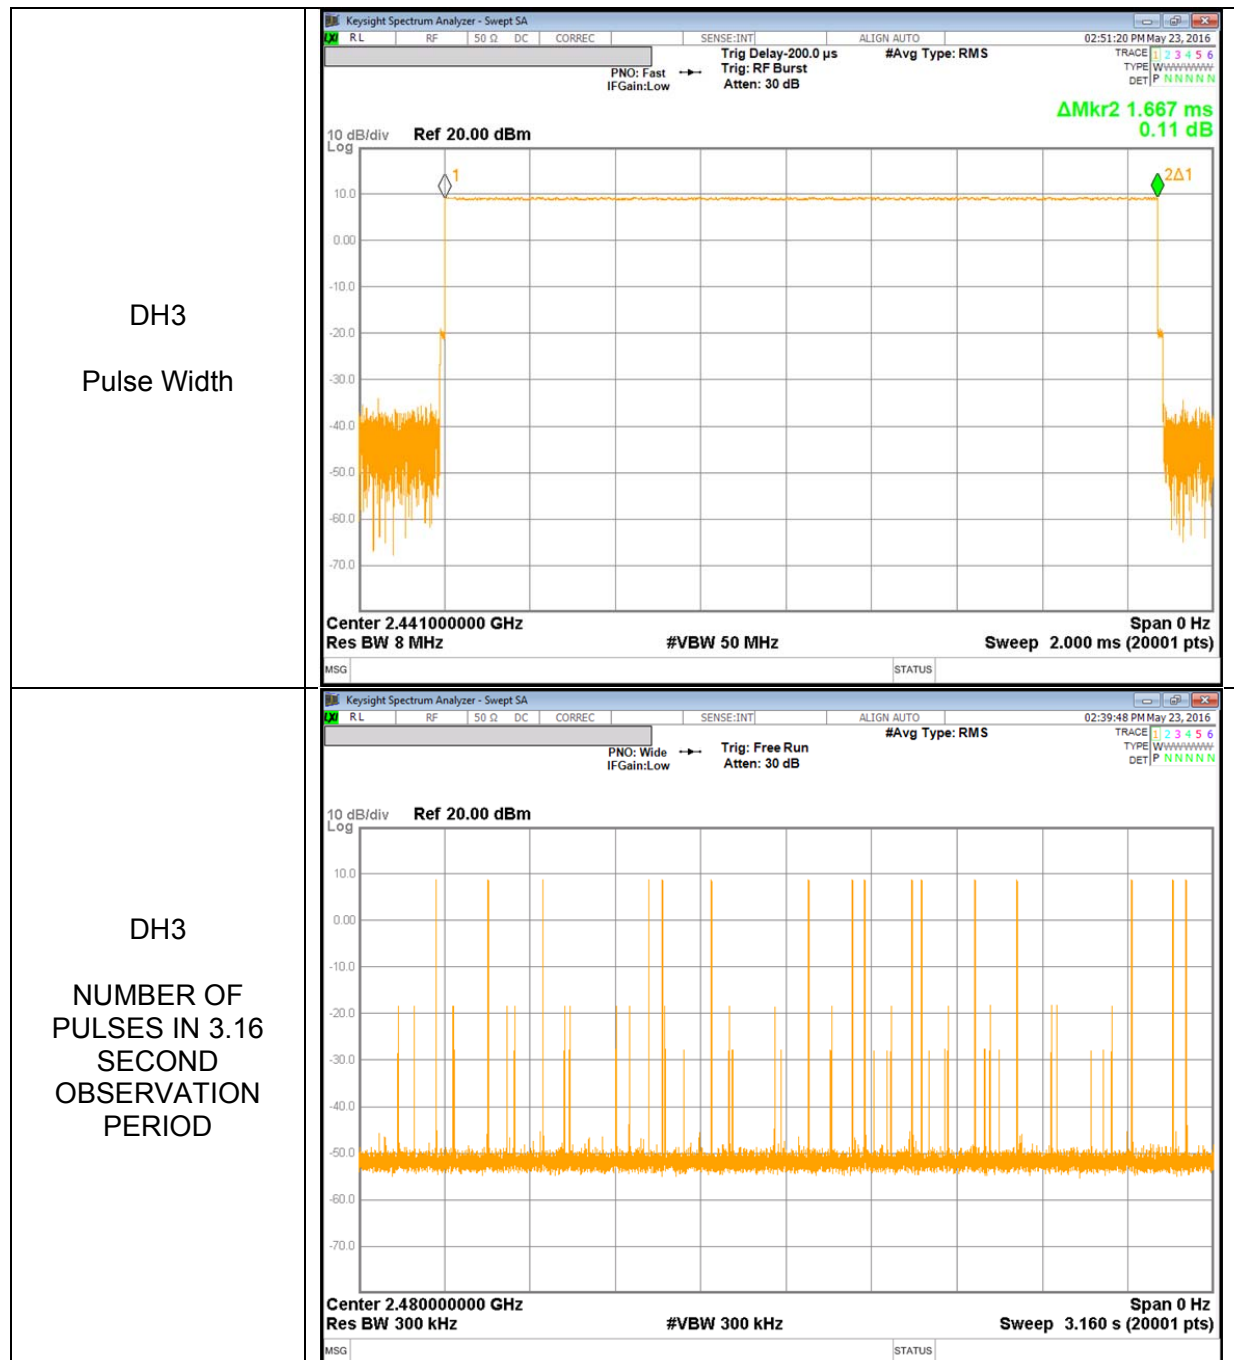 DH3
Pulse Width
Keysight Spectrum Analyzer - Swept SA
LXI RL RF 50 Ω DC CORREC SENSE:INT ALIGN AUTO 02:51:20 PM May 23, 2016
Trig Delay-200.0 µs #Avg Type: RMS TRACE 1 2 3 4 5 6
PNO: Fast Trig: RF Burst TYPE WWWWWW
IFGain:Low Atten: 30 dB DET P N N N N N
ΔMkr2 1.667 ms
0.11 dB
10 dB/div Ref 20.00 dBm
Log
1
2Δ1
10.0
0.00
-10.0
-20.0
-30.0
-40.0
-50.0
-60.0
-70.0
Center 2.441000000 GHz Span 0 Hz
Res BW 8 MHz #VBW 50 MHz Sweep 2.000 ms (20001 pts)
MSG STATUS
DH3
NUMBER OF
PULSES IN 3.16
SECOND
OBSERVATION
PERIOD
Keysight Spectrum Analyzer - Swept SA
LXI RL RF 50 Ω DC CORREC SENSE:INT ALIGN AUTO 02:39:48 PM May 23, 2016
#Avg Type: RMS TRACE 1 2 3 4 5 6
PNO: Wide Trig: Free Run TYPE WWWWWW
IFGain:Low Atten: 30 dB DET P N N N N N
10 dB/div Ref 20.00 dBm
Log
10.0
0.00
-10.0
-20.0
-30.0
-40.0
-50.0
-60.0
-70.0
Center 2.480000000 GHz Span 0 Hz
Res BW 300 kHz #VBW 300 kHz Sweep 3.160 s (20001 pts)
MSG STATUS